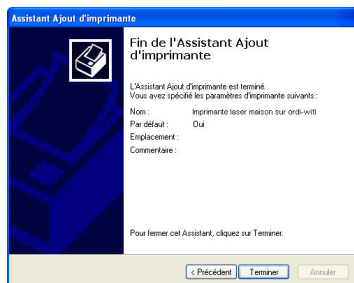 Assistant Ajout d'imprimante
Fin de l'Assistant Ajout
d'imprimante
L'Assistant Ajout d'imprimante est terminé.
Vous avez spécifié les paramètres d'imprimante suivants :
Nom : Imprimante laser maison sur ordi-wifi
Par défaut : Oui
Emplacement :
Commentaire :
Pour fermer cet Assistant, cliquez sur Terminer.
< Précédent Terminer Annuler